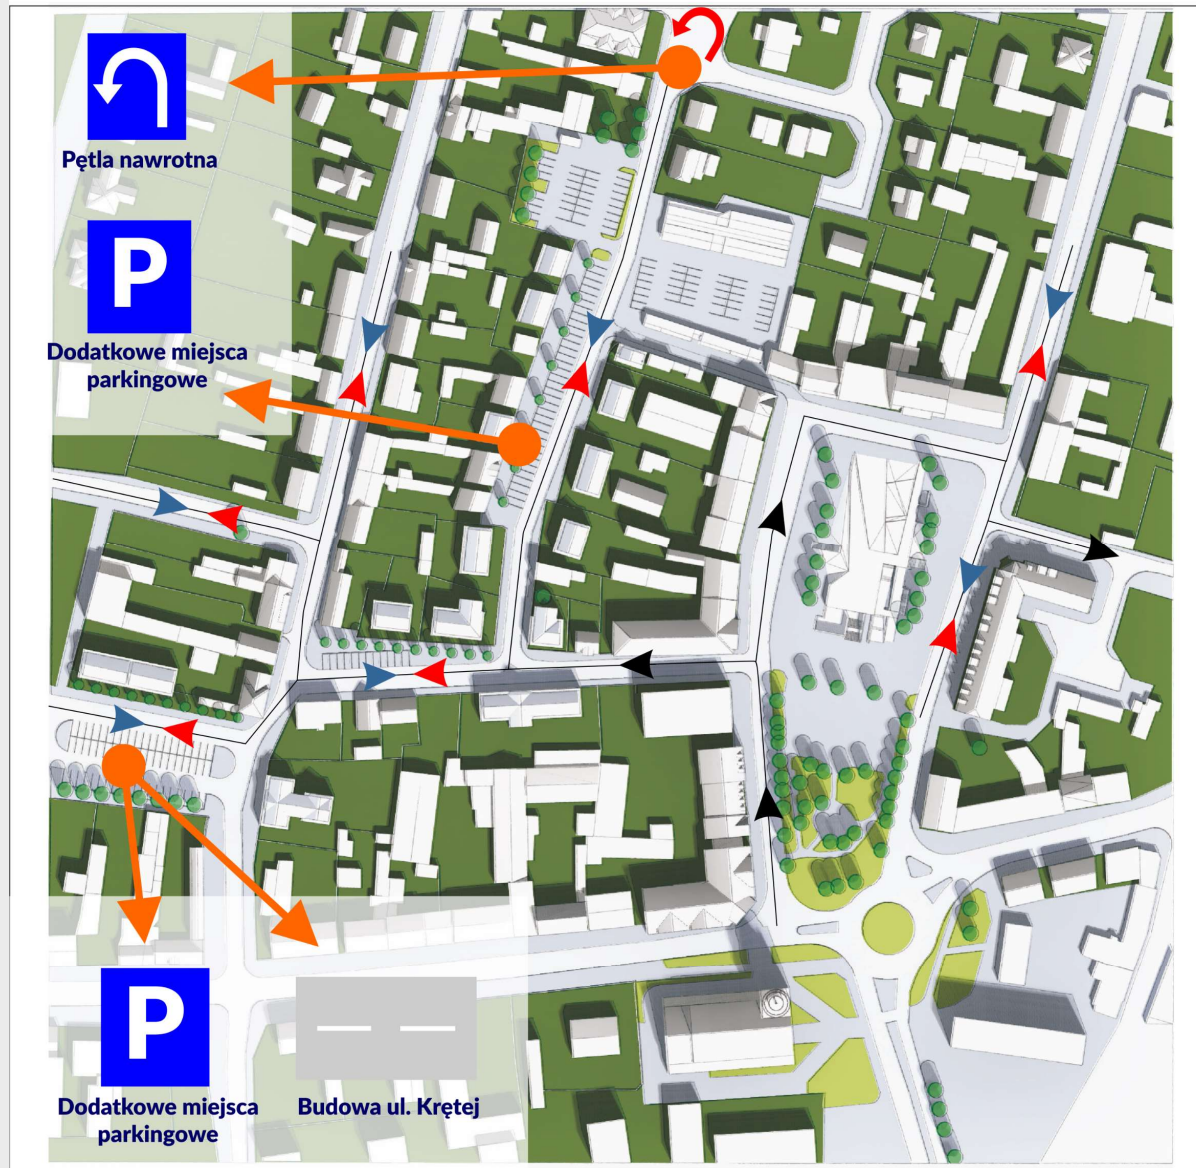 Pętla nawrotna
P
Dodatkowe miejsca
parkingowe
P
Dodatkowe miejsca
parkingowe
Budowa ul. Krętej